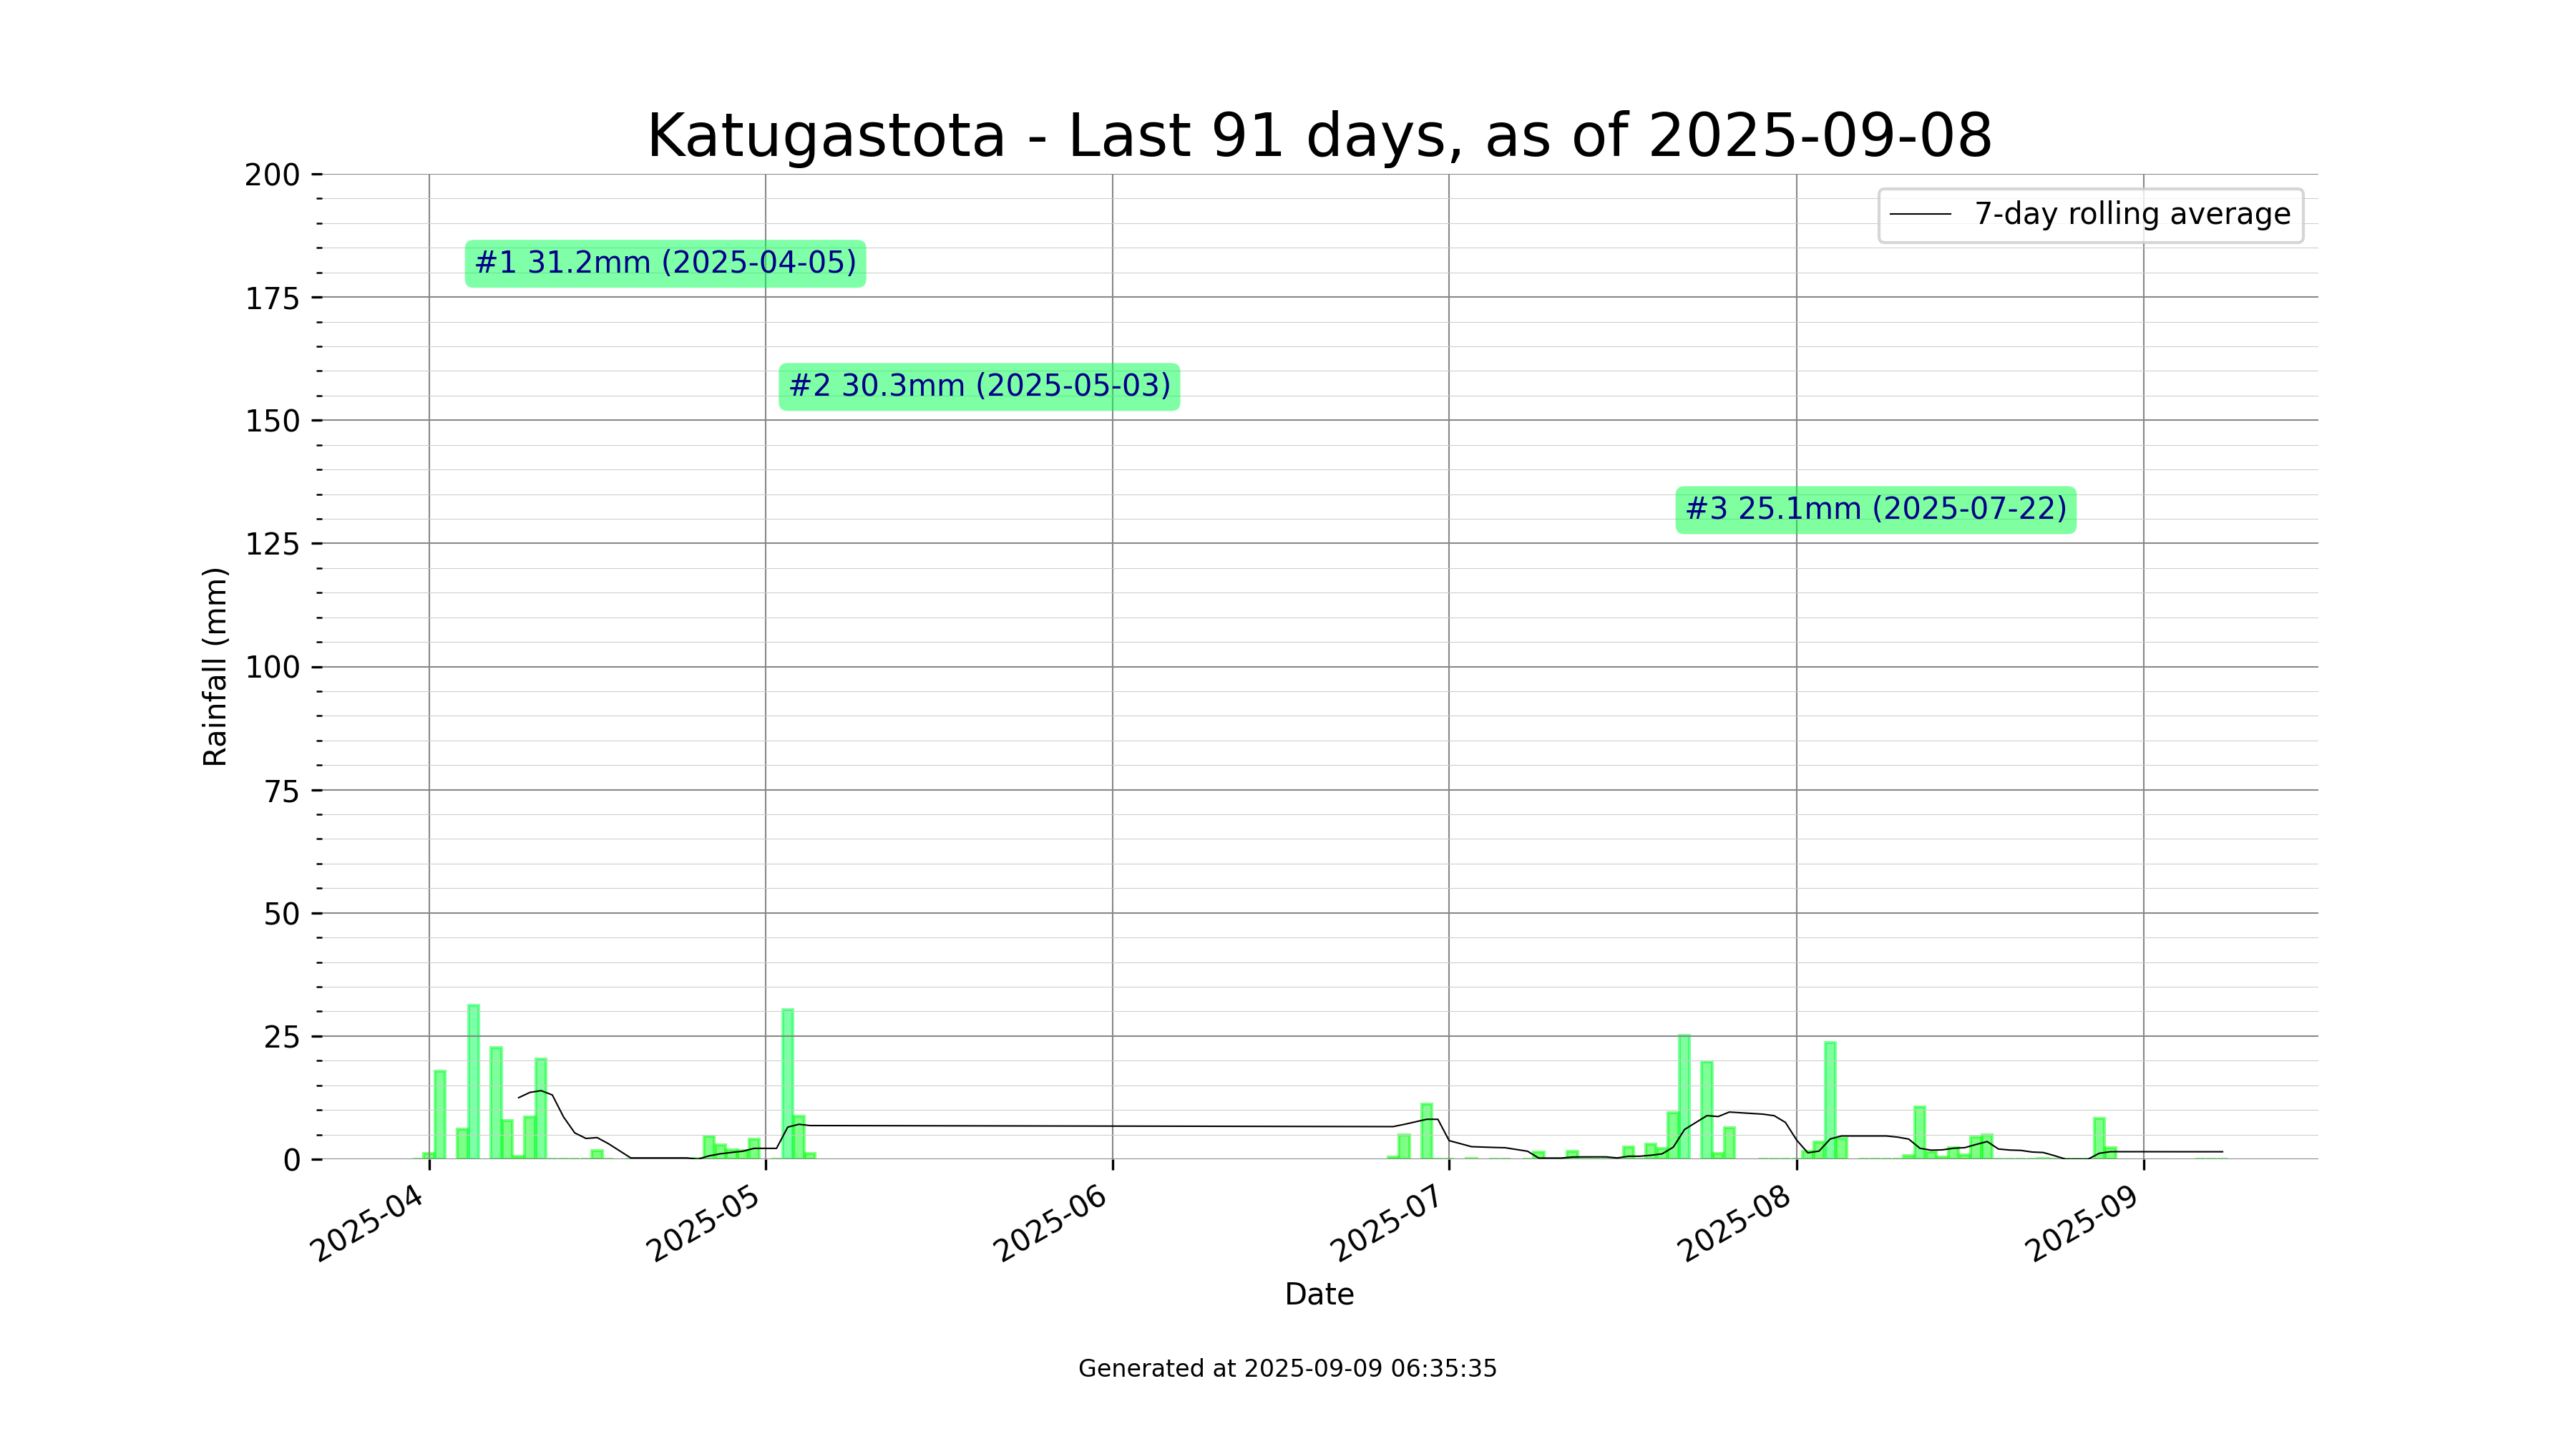 Katugastota - Last 91 days, as of 2025-09-08
7-day rolling average
#1 31.2mm (2025-04-05)
#2 30.3mm (2025-05-03)
#3 25.1mm (2025-07-22)
Rainfall (mm)
200
175
150
125
100
75
50
25
0
2025-04
2025-05
2025-06
2025-07
2025-08
2025-09
Date
Generated at 2025-09-09 06:35:35